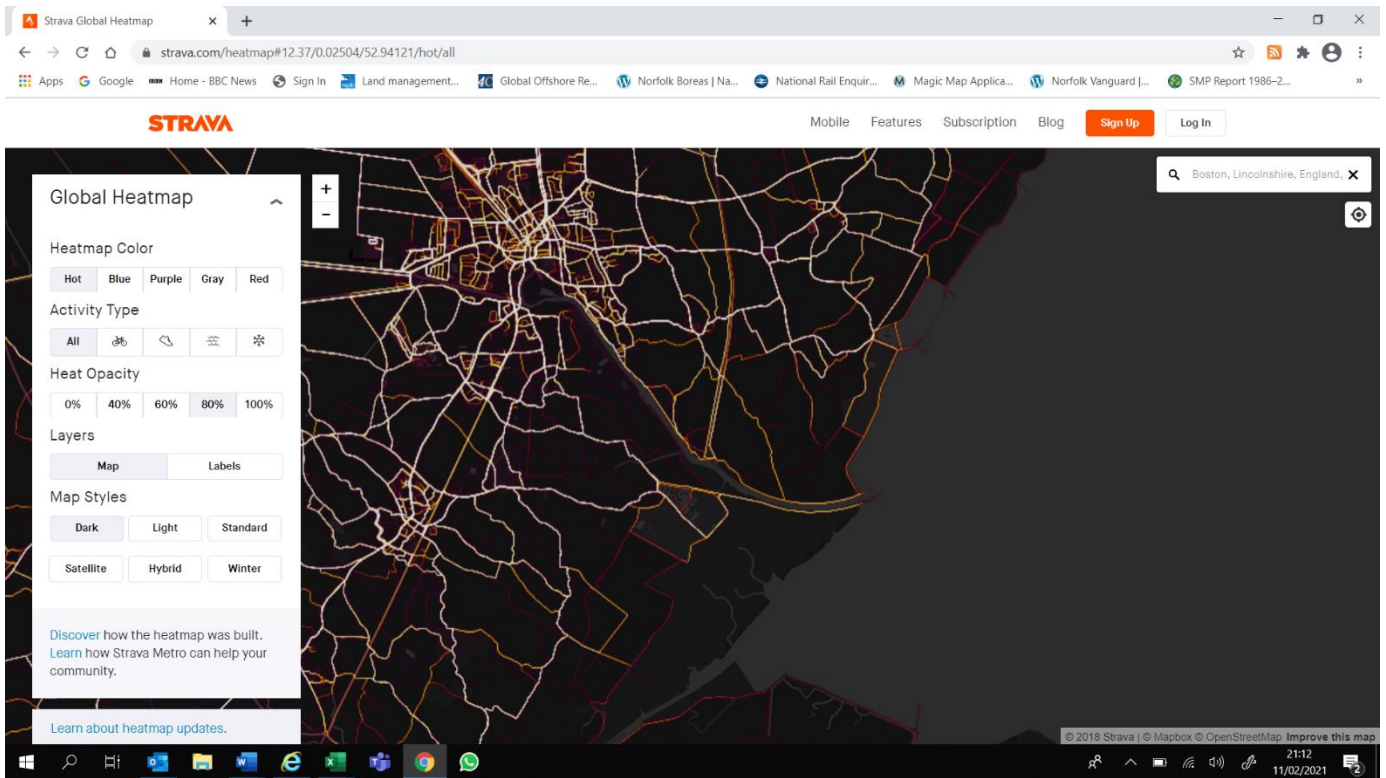 Strava Global Heatmap
strava.com/heatmap#12.37/0.02504/52.94121/hot/all
Apps Google Home - BBC News Sign In Land management... Global Offshore Re... Norfolk Boreas | Na... National Rail Enquir... Magic Map Applica... Norfolk Vanguard |... SMP Report 1986–2... »
STRAVA Mobile Features Subscription Blog Sign Up Log In
Global Heatmap
+
-
Boston, Lincolnshire, England,
Heatmap Color
Hot Blue Purple Gray Red
Activity Type
All
Heat Opacity
0% 40% 60% 80% 100%
Layers
Map Labels
Map Styles
Dark Light Standard
Satellite Hybrid Winter
Discover how the heatmap was built.
Learn how Strava Metro can help your
community.
Learn about heatmap updates.
© 2018 Strava | © Mapbox © OpenStreetMap Improve this map
21:12
11/02/2021
2